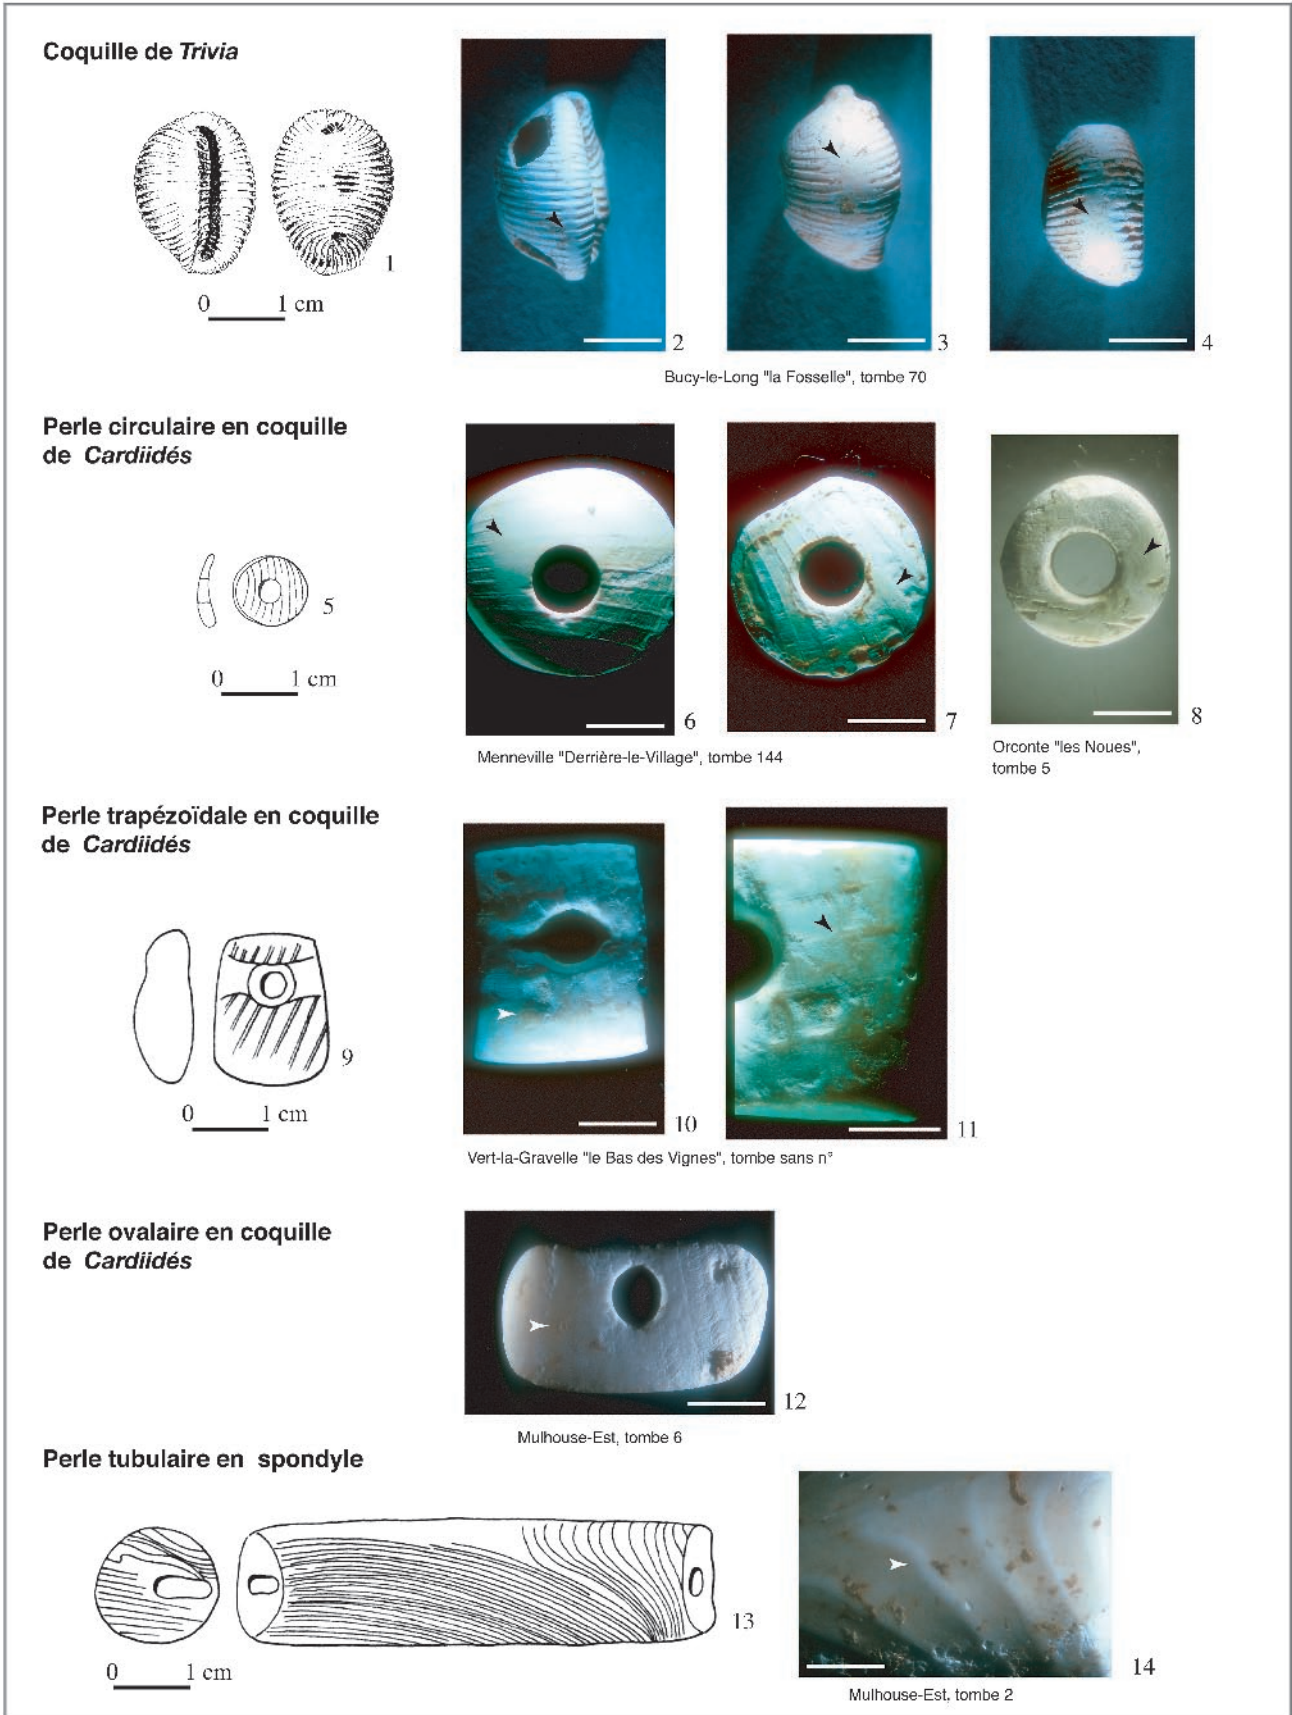 Coquille de Trivia
1
0 1 cm
2
3
4
Bucy-le-Long "la Fosselle", tombe 70
Perle circulaire en coquille
de Cardiidés
5
0 1 cm
6
7
8
Menneville "Derrière-le-Village", tombe 144
Orconte "les Noues",
tombe 5
Perle trapézoïdale en coquille
de Cardiidés
9
0 1 cm
10
11
Vert-la-Gravelle "le Bas des Vignes", tombe sans n°
Perle ovalaire en coquille
de Cardiidés
12
Mulhouse-Est, tombe 6
Perle tubulaire en spondyle
13
0 1 cm
14
Mulhouse-Est, tombe 2